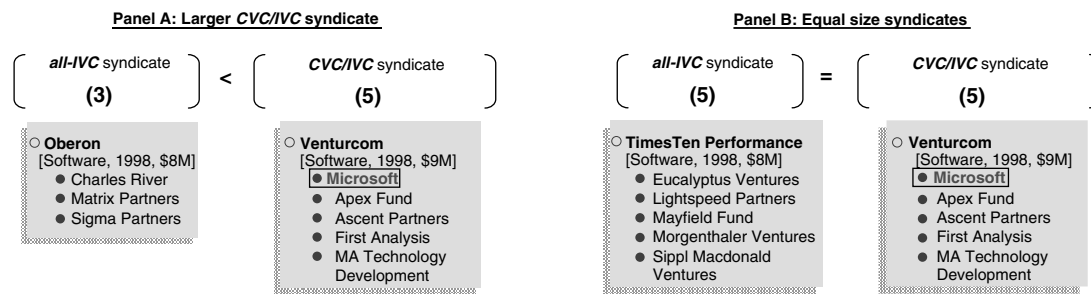 Panel A: Larger CVC/IVC syndicate
all-IVC syndicate
(3)
<
CVC/IVC syndicate
(5)
Oberon
[Software, 1998, $8M]
Charles River
Matrix Partners
Sigma Partners
Venturcom
[Software, 1998, $9M]
Microsoft
Apex Fund
Ascent Partners
First Analysis
MA Technology
Development
Panel B: Equal size syndicates
all-IVC syndicate
(5)
=
CVC/IVC syndicate
(5)
TimesTen Performance
[Software, 1998, $8M]
Eucalyptus Ventures
Lightspeed Partners
Mayfield Fund
Morgenthaler Ventures
Sippl Macdonald
Ventures
Venturcom
[Software, 1998, $9M]
Microsoft
Apex Fund
Ascent Partners
First Analysis
MA Technology
Development